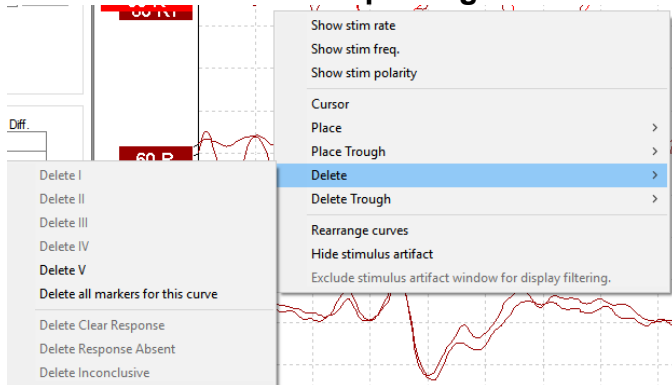 Show stim rate
Show stim freq.
Show stim polarity
Cursor
Place
Diff.
Place Trough
Delete
Delete Trough
Rearrange curves
Hide stimulus artifact
Exclude stimulus artifact window for display filtering.
Delete I
Delete II
Delete III
Delete IV
Delete V
Delete all markers for this curve
Delete Clear Response
Delete Response Absent
Delete Inconclusive